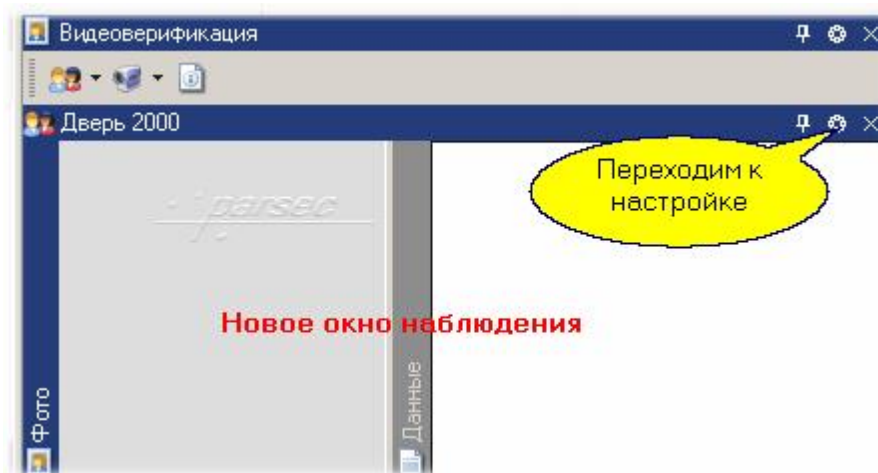 Видеоверификация
Дверь 2000
Переходим к
настройке
parsec
Новое окно наблюдения
Данные
Фото